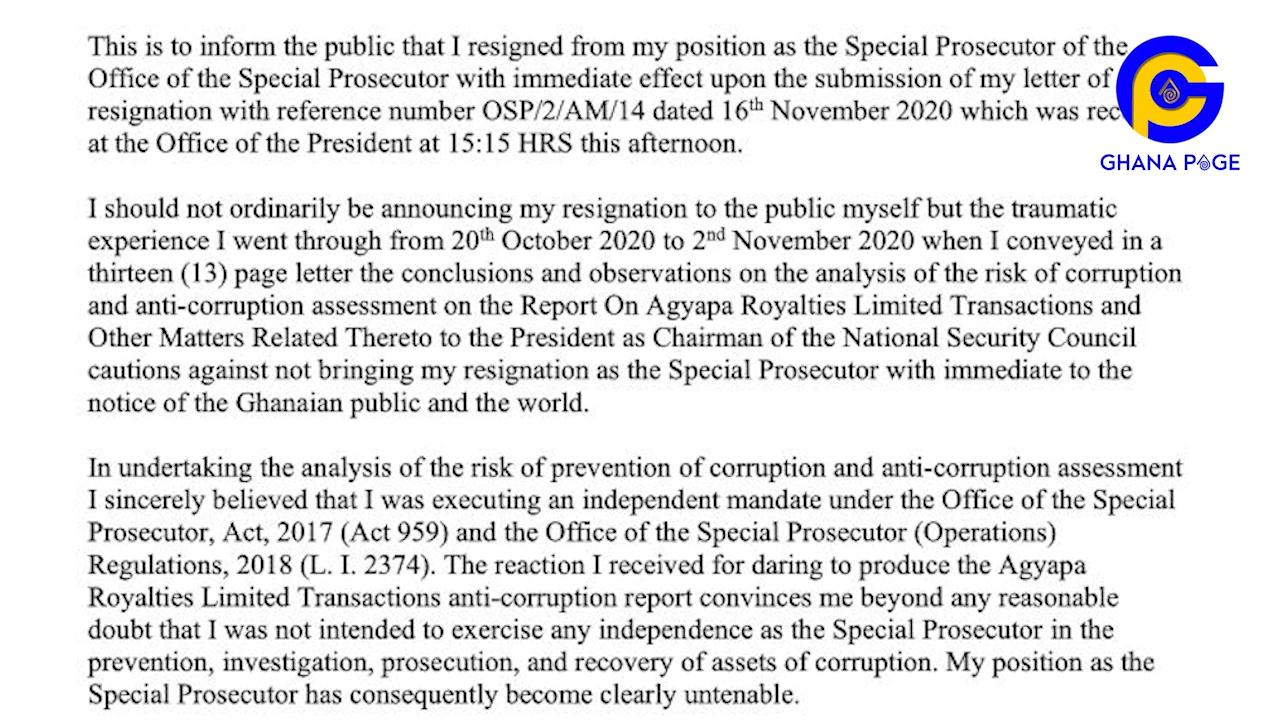 This is to inform the public that I resigned from my position as the Special Prosecutor of the
Office of the Special Prosecutor with immediate effect upon the submission of my letter of
resignation with reference number OSP/2/AM/14 dated 16th November 2020 which was rec
at the Office of the President at 15:15 HRS this afternoon.
GHANA PAGE
I should not ordinarily be announcing my resignation to the public myself but the traumatic
experience I went through from 20th October 2020 to 2nd November 2020 when I conveyed in a
thirteen (13) page letter the conclusions and observations on the analysis of the risk of corruption
and anti-corruption assessment on the Report On Agyapa Royalties Limited Transactions and
Other Matters Related Thereto to the President as Chairman of the National Security Council
cautions against not bringing my resignation as the Special Prosecutor with immediate to the
notice of the Ghanaian public and the world.
In undertaking the analysis of the risk of prevention of corruption and anti-corruption assessment
I sincerely believed that I was executing an independent mandate under the Office of the Special
Prosecutor, Act, 2017 (Act 959) and the Office of the Special Prosecutor (Operations)
Regulations, 2018 (L. I. 2374). The reaction I received for daring to produce the Agyapa
Royalties Limited Transactions anti-corruption report convinces me beyond any reasonable
doubt that I was not intended to exercise any independence as the Special Prosecutor in the
prevention, investigation, prosecution, and recovery of assets of corruption. My position as the
Special Prosecutor has consequently become clearly untenable.